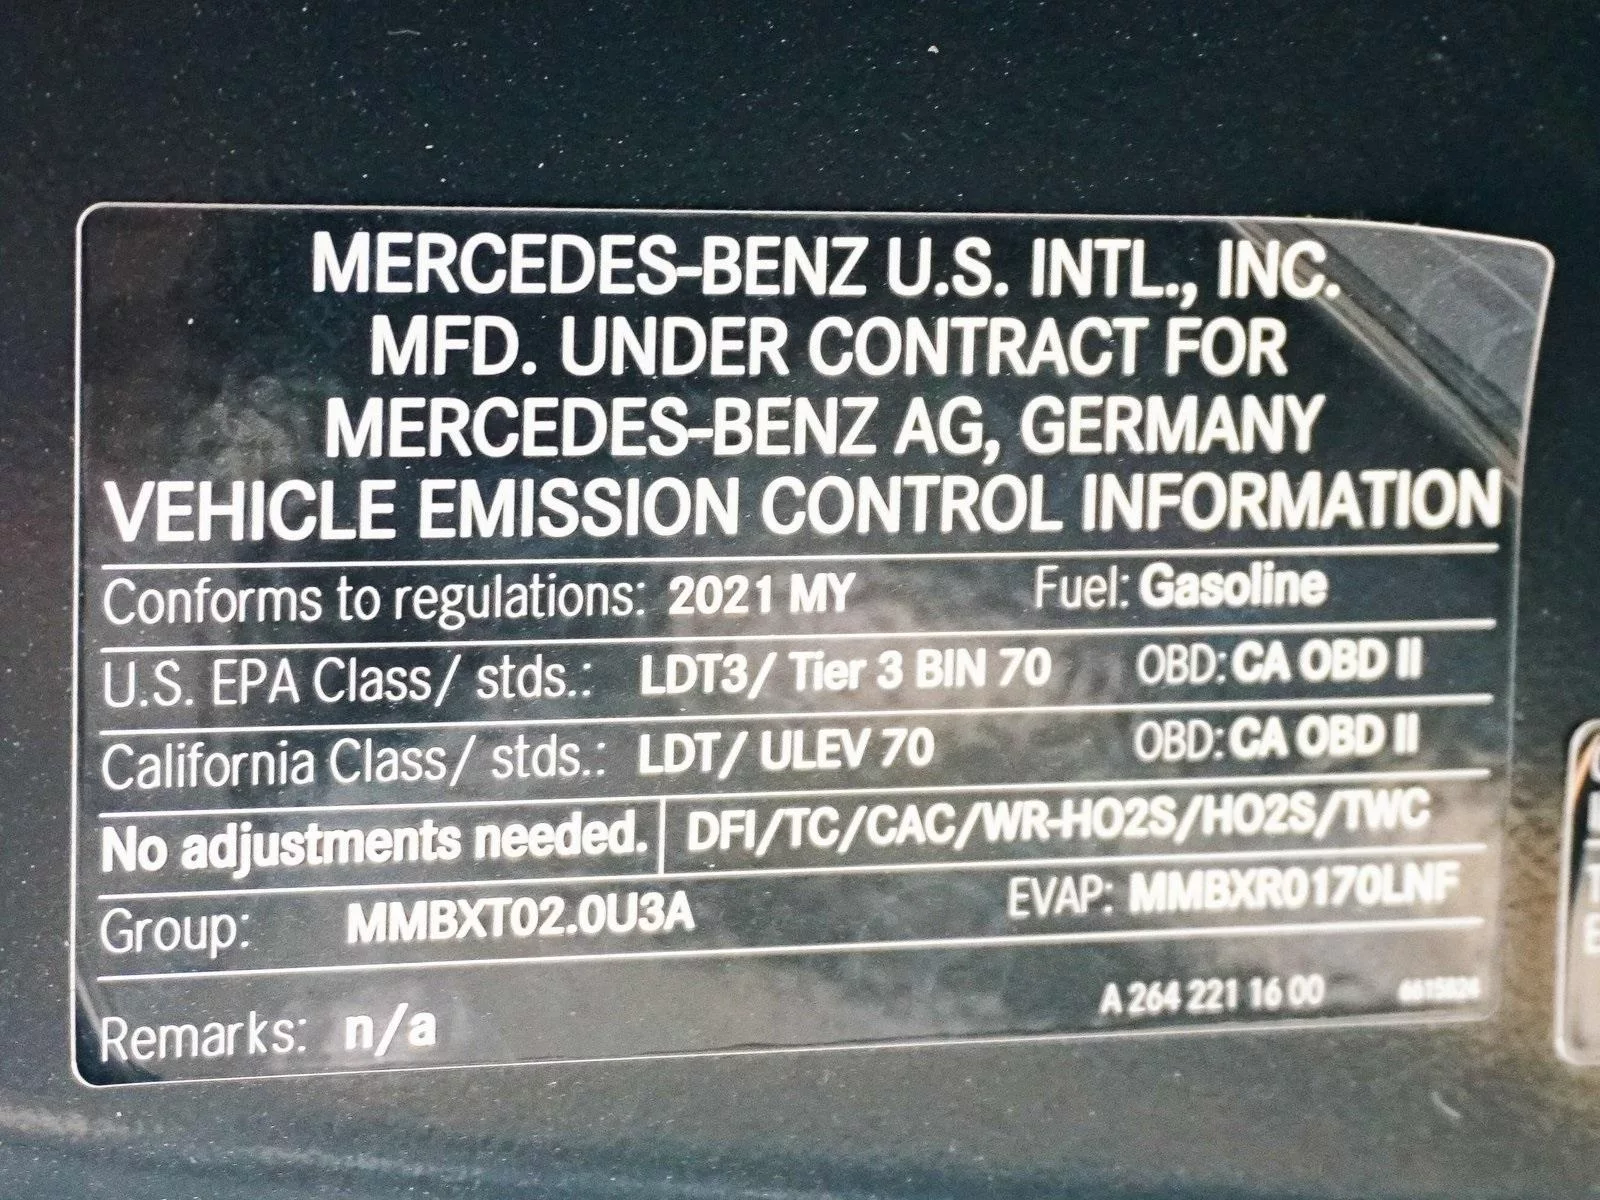 MERCEDES-BENZ U.S. INTL., INC.
MFD. UNDER CONTRACT FOR
MERCEDES-BENZ AG, GERMANY
VEHICLE EMISSION CONTROL INFORMATION
Conforms to regulations: 2021 MY Fuel: Gasoline
U.S. EPA Class/ stds.: LDT3/ Tier 3 BIN 70 OBD: CA OBD II
California Class/ stds.: LDT/ ULEV 70 OBD: CA OBD II
No adjustments needed. DFI/TC/CAC/WR-HO2S/HO2S/TWC
Group: MMBXT02.0U3A EVAP: MMBXR0170LNF
A 264 221 16 00
Remarks: n/a